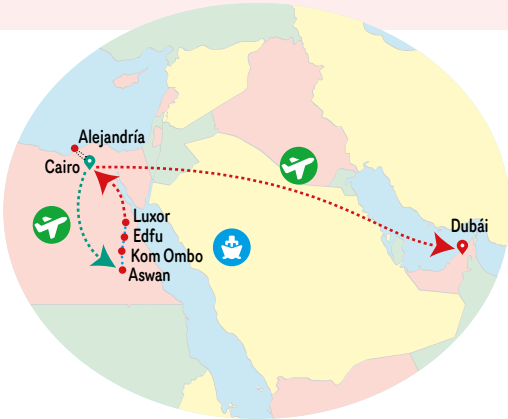 Alejandría
Cairo
Luxor
Edfu
Kom Ombo
Aswan
Dubái